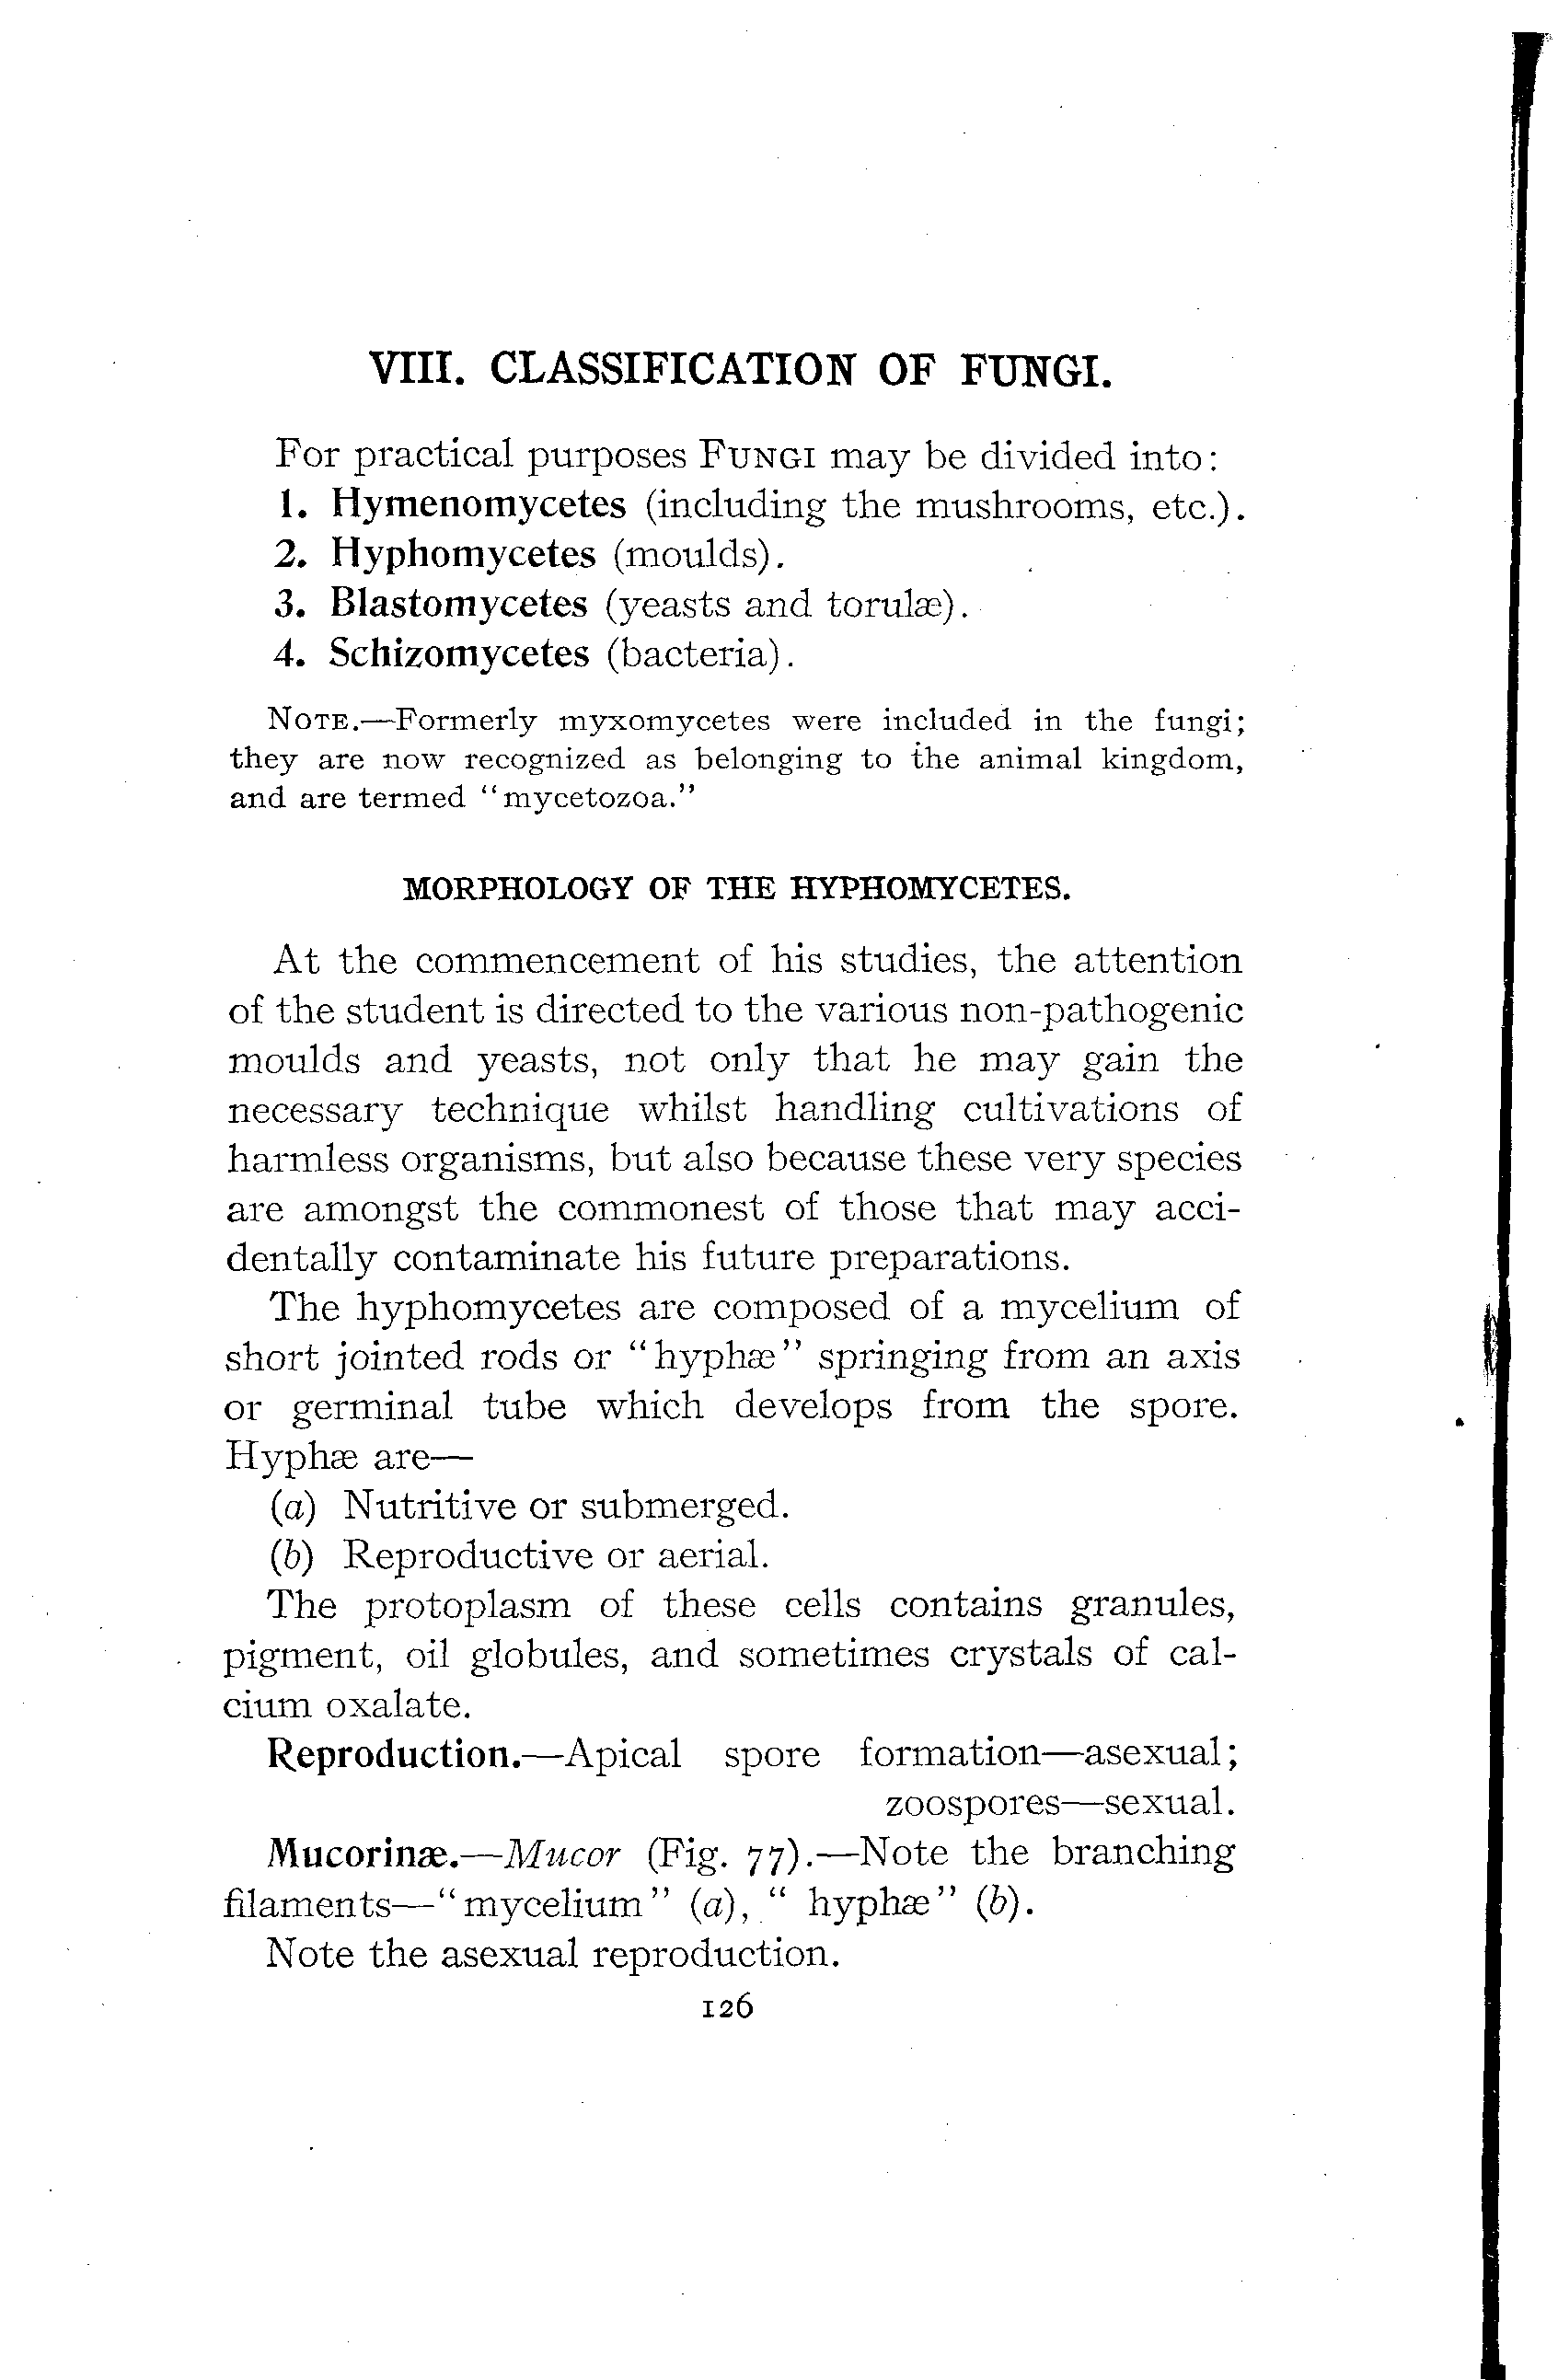 VIII. CLASSIFICATION OF FUNGI.
For practical purposes FUNGI may be divided into:
1. Hymenomycetes (including the mushrooms, etc.).
2. Hyphomycetes (moulds).
3. Blastomycetes (yeasts and torulæ).
4. Schizomycetes (bacteria).
NOTE.—Formerly myxomycetes were included in the fungi;
they are now recognized as belonging to the animal kingdom,
and are termed "mycetozoa."
MORPHOLOGY OF THE HYPHOMYCETES.
At the commencement of his studies, the attention
of the student is directed to the various non-pathogenic
moulds and yeasts, not only that he may gain the
necessary technique whilst handling cultivations of
harmless organisms, but also because these very species
are amongst the commonest of those that may acci-
dentally contaminate his future preparations.
The hyphomycetes are composed of a mycelium of
short jointed rods or "hyphæ" springing from an axis
or germinal tube which develops from the spore.
Hyphæ are—
(a) Nutritive or submerged.
(b) Reproductive or aerial.
The protoplasm of these cells contains granules,
pigment, oil globules, and sometimes crystals of cal-
cium oxalate.
Reproduction.—Apical spore formation—asexual;
zoospores—sexual.
Mucorinæ.—Mucor (Fig. 77).—Note the branching
filaments—"mycelium" (a), " hyphæ" (b).
Note the asexual reproduction.
126